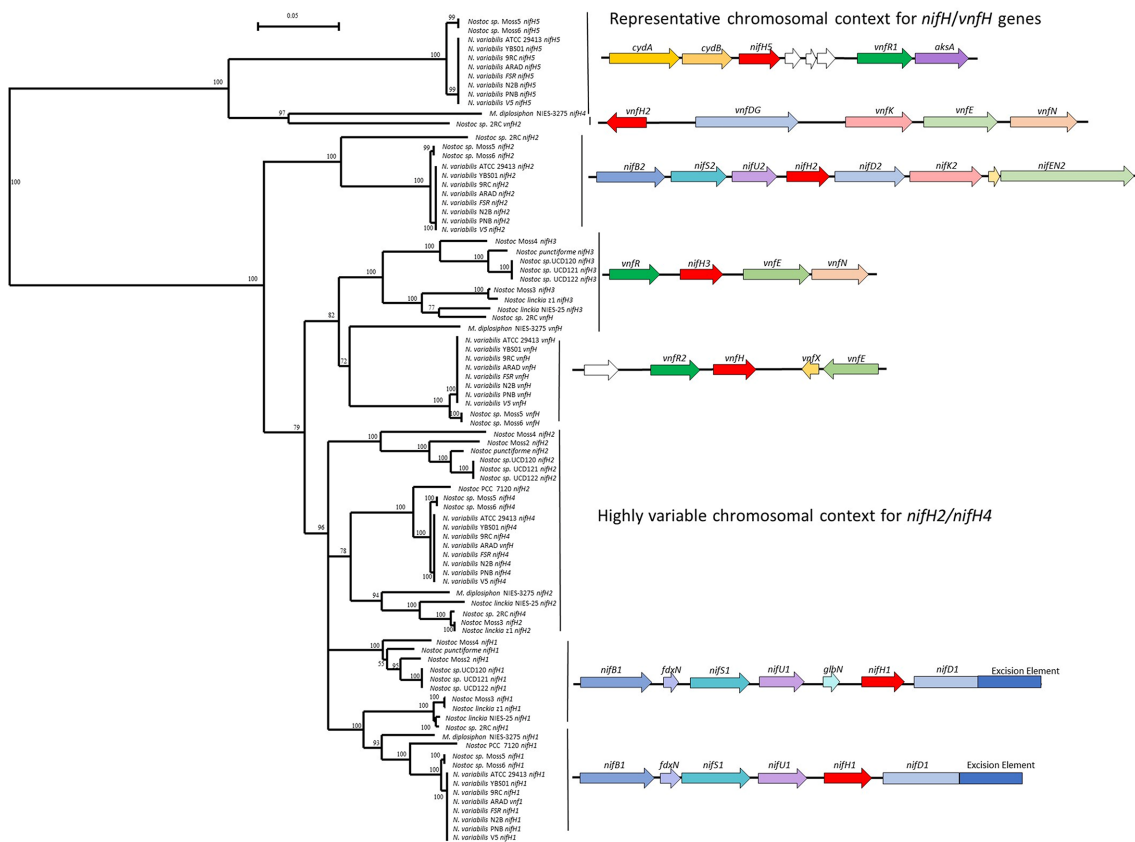 0.05
Representative chromosomal context for nifH/vnfH genes
99
Nostoc sp. Moss5 nifH5
Nostoc sp. Moss6 nifH5
N. variabilis ATCC 29413 nifH5
N. variabilis YBS01 nifH5
N. variabilis 9RC nifH5
N. variabilis ARAD nifH5
N. variabilis FSR nifH5
N. variabilis N2B nifH5
N. variabilis PNB nifH5
N. variabilis V5 nifH5
100
99
100
cydA cydB nifH5 vnfR1 aksA
97
M. diplosiphon NIES-3275 nifH4
Nostoc sp. 2RC vnfH2
vnfH2 vnfDG vnfK vnfE vnfN
100
Nostoc sp. 2RC nifH2
99
Nostoc sp. Moss5 nifH2
Nostoc sp. Moss6 nifH2
N. variabilis ATCC 29413 nifH2
N. variabilis YBS01 nifH2
N. variabilis 9RC nifH2
N. variabilis ARAD nifH2
N. variabilis FSR nifH2
N. variabilis N2B nifH2
N. variabilis PNB nifH2
N. variabilis V5 nifH2
100
100
100
nifB2 nifS2 nifU2 nifH2 nifD2 nifK2 nifEN2
100
Nostoc Moss4 nifH3
Nostoc punctiforme nifH3
Nostoc sp.UCD120 nifH3
Nostoc sp. UCD121 nifH3
Nostoc sp. UCD122 nifH3
100
100
100
100
Nostoc Moss3 nifH3
Nostoc linckia z1 nifH3
Nostoc linckia NIES-25 nifH3
Nostoc sp. 2RC vnfH
100
100
77
82
vnfR nifH3 vnfE vnfN
M. diplosiphon NIES-3275 vnfH
N. variabilis ATCC 29413 vnfH
N. variabilis YBS01 vnfH
N. variabilis 9RC vnfH
N. variabilis ARAD vnfH
N. variabilis FSR vnfH
N. variabilis N2B vnfH
N. variabilis PNB vnfH
N. variabilis V5 vnfH
Nostoc sp. Moss5 vnfH
Nostoc sp. Moss6 vnfH
72
100
100
vnfR2 vnfH vnfX vnfE
79
Nostoc Moss4 nifH2
Nostoc Moss2 nifH2
Nostoc punctiforme nifH2
Nostoc sp.UCD120 nifH2
Nostoc sp. UCD121 nifH2
Nostoc sp. UCD122 nifH2
100
100
100
Nostoc PCC 7120 nifH2
Nostoc sp. Moss5 nifH4
Nostoc sp. Moss6 nifH4
N. variabilis ATCC 29413 nifH4
N. variabilis YBS01 nifH4
N. variabilis 9RC nifH4
N. variabilis ARAD vnfH
N. variabilis FSR nifH4
N. variabilis N2B nifH4
N. variabilis PNB nifH4
N. variabilis V5 nifH4
100
100
100
100
96
78
Highly variable chromosomal context for nifH2/nifH4
94
M. diplosiphon NIES-3275 nifH2
Nostoc linckia NIES-25 nifH2
Nostoc sp. 2RC nifH4
Nostoc Moss3 nifH2
Nostoc linckia z1 nifH2
100
100
100
Nostoc Moss4 nifH1
Nostoc punctiforme nifH1
Nostoc Moss2 nifH1
Nostoc sp.UCD120 nifH1
Nostoc sp. UCD121 nifH1
Nostoc sp. UCD122 nifH1
100
55
95
100
nifB1 fdxN nifS1 nifU1 glbN nifH1 nifD1 Excision Element
Nostoc Moss3 nifH1
Nostoc linckia z1 nifH1
Nostoc linckia NIES-25 nifH1
Nostoc sp. 2RC nifH1
100
100
100
M. diplosiphon NIES-3275 nifH1
Nostoc PCC 7120 nifH1
Nostoc sp. Moss5 nifH1
Nostoc sp. Moss6 nifH1
N. variabilis ATCC 29413 nifH1
N. variabilis YBS01 nifH1
N. variabilis 9RC nifH1
N. variabilis ARAD vnf1
N. variabilis FSR nifH1
N. variabilis N2B nifH1
N. variabilis PNB nifH1
N. variabilis V5 nifH1
93
100
100
100
nifB1 fdxN nifS1 nifU1 nifH1 nifD1 Excision Element